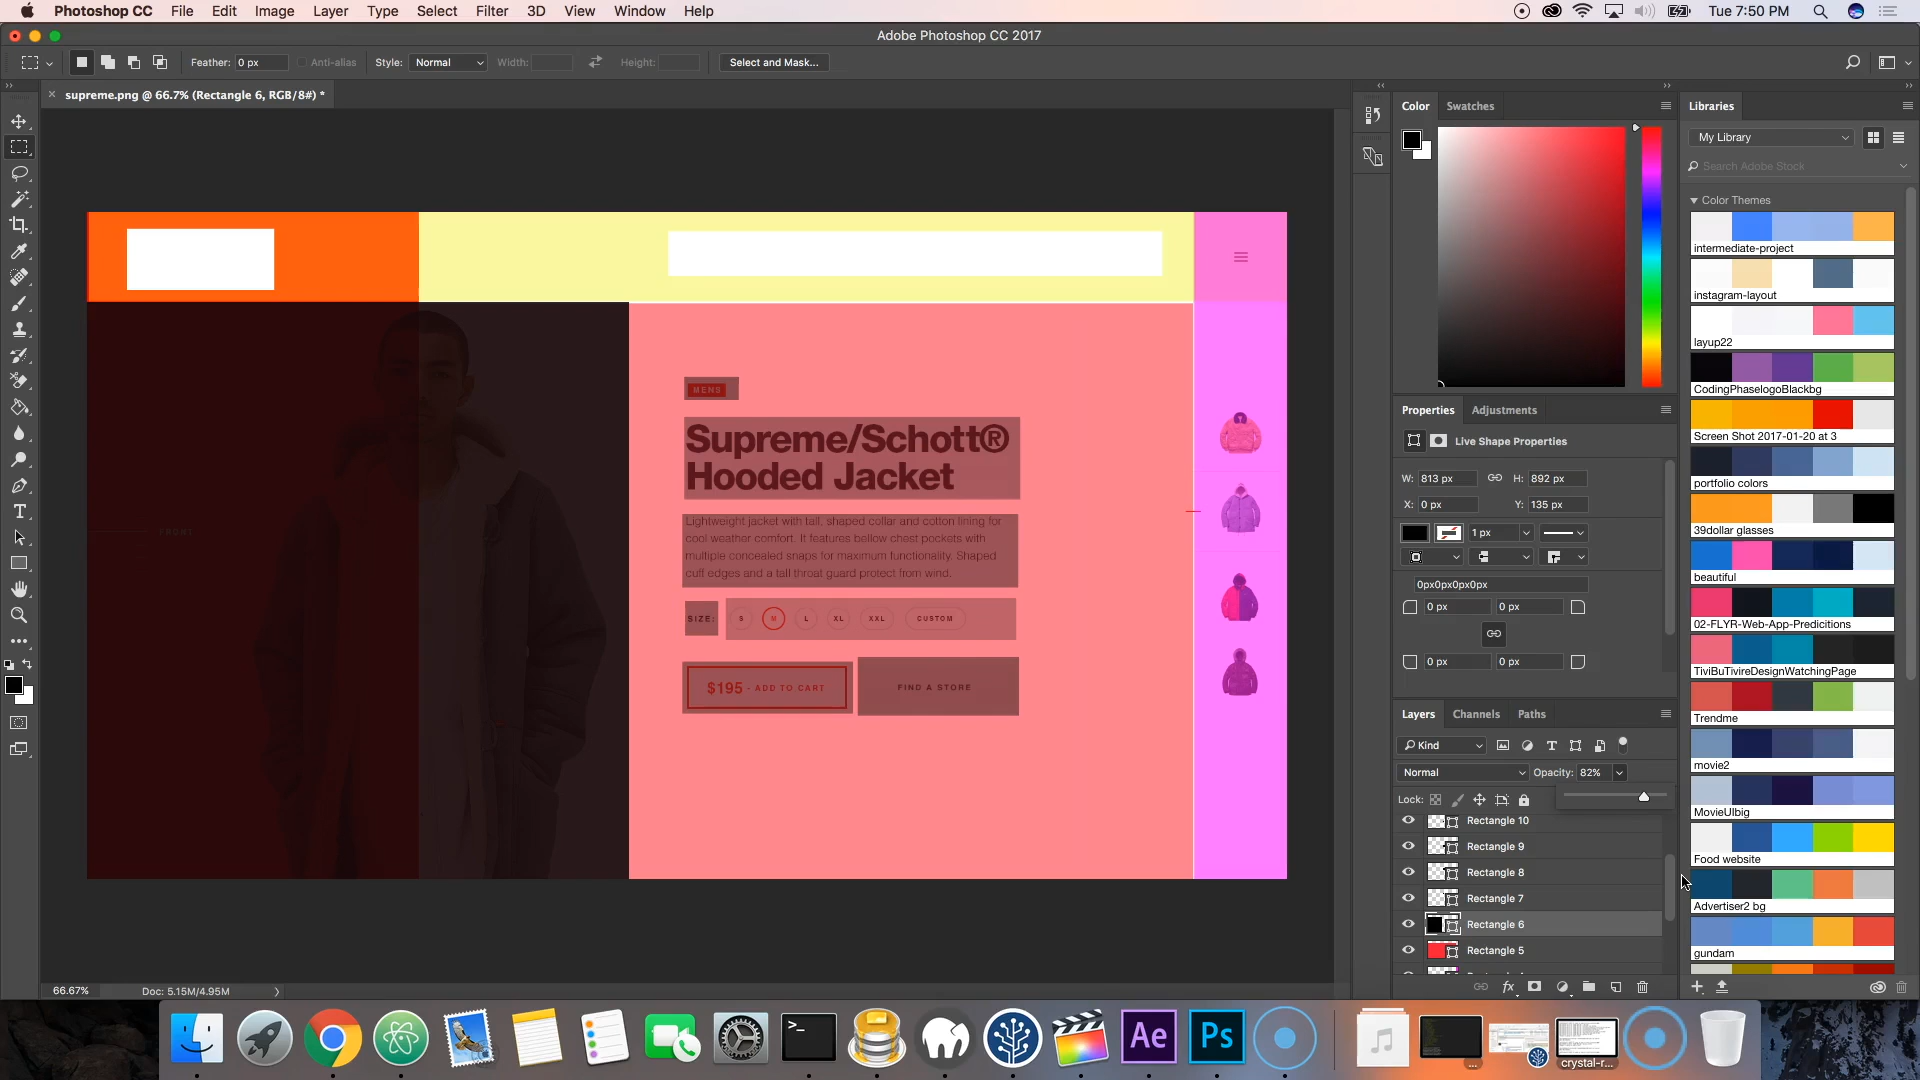 Photoshop CC File Edit Image Layer Type Select Filter 3D View Window Help
Tue 7:50 PM
Adobe Photoshop CC 2017
Feather: 0 px Anti-alias Style: Normal Width: Height: Select and Mask...
× supreme.png @ 66.7% (Rectangle 6, RGB/8#) *
MENS
Supreme/Schott®
Hooded Jacket
Lightweight jacket with tall, shaped collar and cotton lining for
cool weather comfort. It features bellow chest pockets with
multiple concealed snaps for maximum functionality. Shaped
cuff edges and a tall throat guard protect from wind.
FRONT
SIZE: S M L XL XXL CUSTOM
$195 - ADD TO CART
FIND A STORE
66.67% Doc: 5.15M/4.95M
Color Swatches
Properties Adjustments
Live Shape Properties
W: 813 px H: 892 px
X: 0 px Y: 135 px
1 px
0px0px0px0px
0 px 0 px
0 px 0 px
Layers Channels Paths
Kind
Normal Opacity: 82%
Lock:
Rectangle 10
Rectangle 9
Rectangle 8
Rectangle 7
Rectangle 6
Rectangle 5
Libraries
My Library
Search Adobe Stock
Color Themes
intermediate-project
instagram-layout
layup22
CodingPhaselogoBlackbg
Screen Shot 2017-01-20 at 3
portfolio colors
39dollar glasses
beautiful
02-FLYR-Web-App-Predicitions
TiviBuTivireDesignWatchingPage
Trendme
movie2
MovieUIbig
Food website
Advertiser2 bg
gundam
Ae
Ps
...
crystal-r...